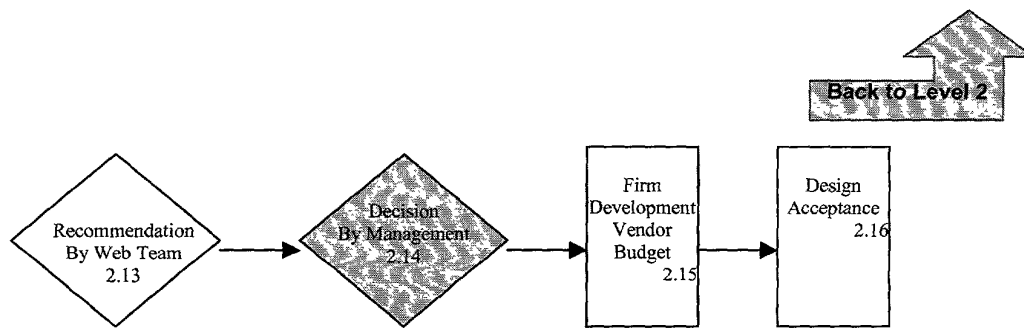 Back to Level 2
Recommendation
By Web Team
2.13
Decision
By Management
2.14
Firm
Development
Vendor
Budget
2.15
Design
Acceptance
2.16